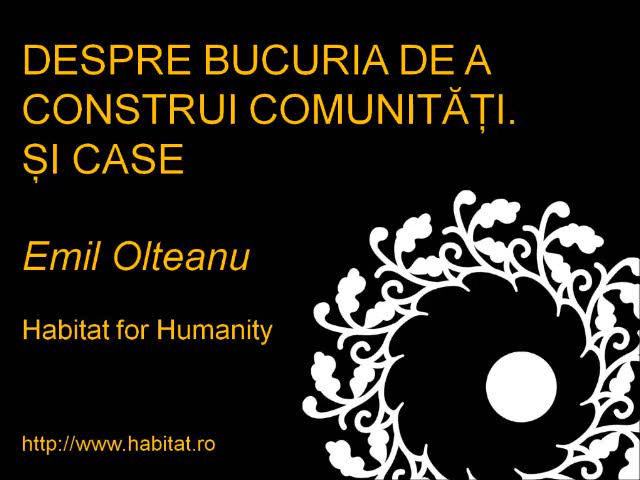 DESPRE BUCURIA DE A
CONSTRUI COMUNITĂȚI.
ȘI CASE
Emil Olteanu
Habitat for Humanity
http://www.habitat.ro